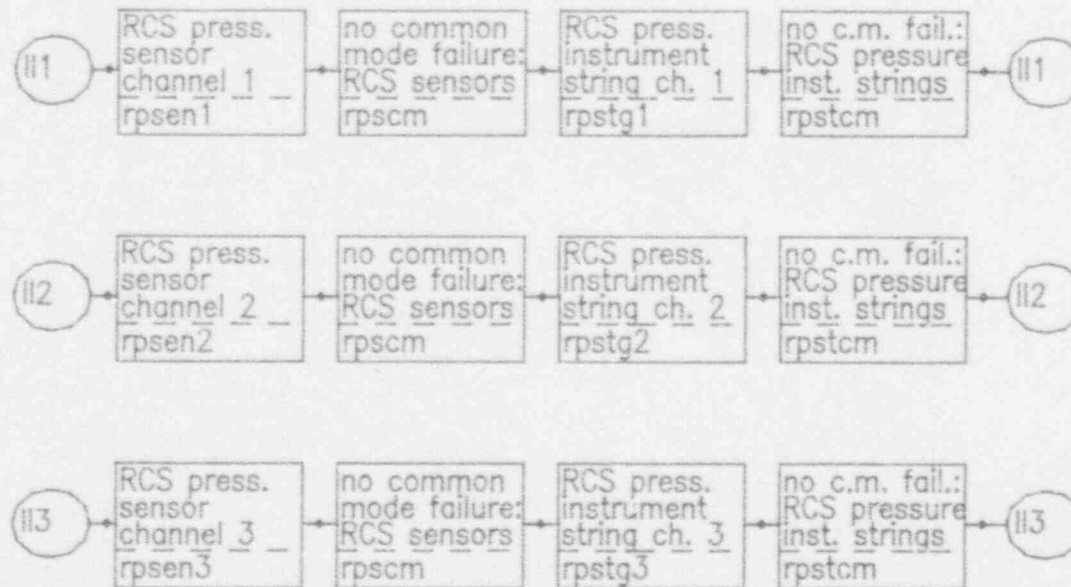 II1
RCS press.
sensor
channel 1
rpsen1
no common
mode failure:
RCS sensors
rpscm
RCS press.
instrument
string ch. 1
rpstg1
no c.m. fail.:
RCS pressure
inst. strings
rpstcm
II1
II2
RCS press.
sensor
channel 2
rpsen2
no common
mode failure:
RCS sensors
rpscm
RCS press.
instrument
string ch. 2
rpstg2
no c.m. fail.:
RCS pressure
inst. strings
rpstcm
II2
II3
RCS press.
sensor
channel 3
rpsen3
no common
mode failure:
RCS sensors
rpscm
RCS press.
instrument
string ch. 3
rpstg3
no c.m. fail.:
RCS pressure
inst. strings
rpstcm
II3